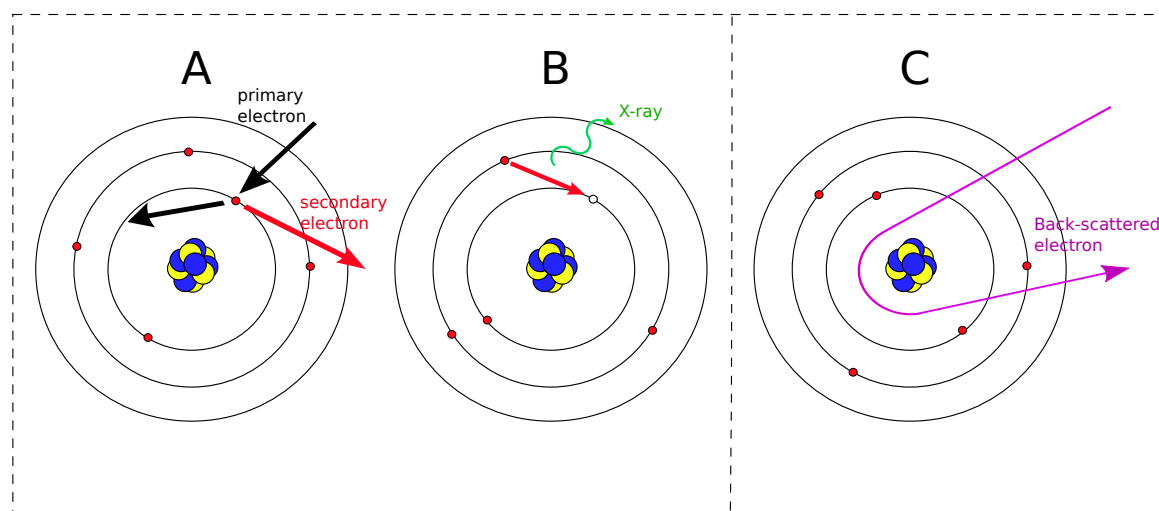 A
B
C
primary
electron
secondary
electron
X-ray
Back-scattered
electron